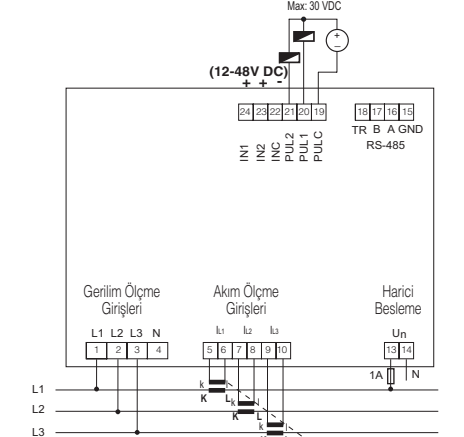 Max: 30 VDC
+
−
(12-48V DC)
+ + -
24 23 22 21 20 19
18 17 16 15
IN1
IN2
INC
PUL2
PUL1
PULC
TR B A GND
RS-485
Gerilim Ölçme
Girişleri
Akım Ölçme
Girişleri
Harici
Besleme
L1 L2 L3 N
IL1 IL2 IL3
Un
1 2 3 4
5 6 7 8 9 10
13 14
1A
N
L1
k l
K L
L2
k l
K L
L3
k l